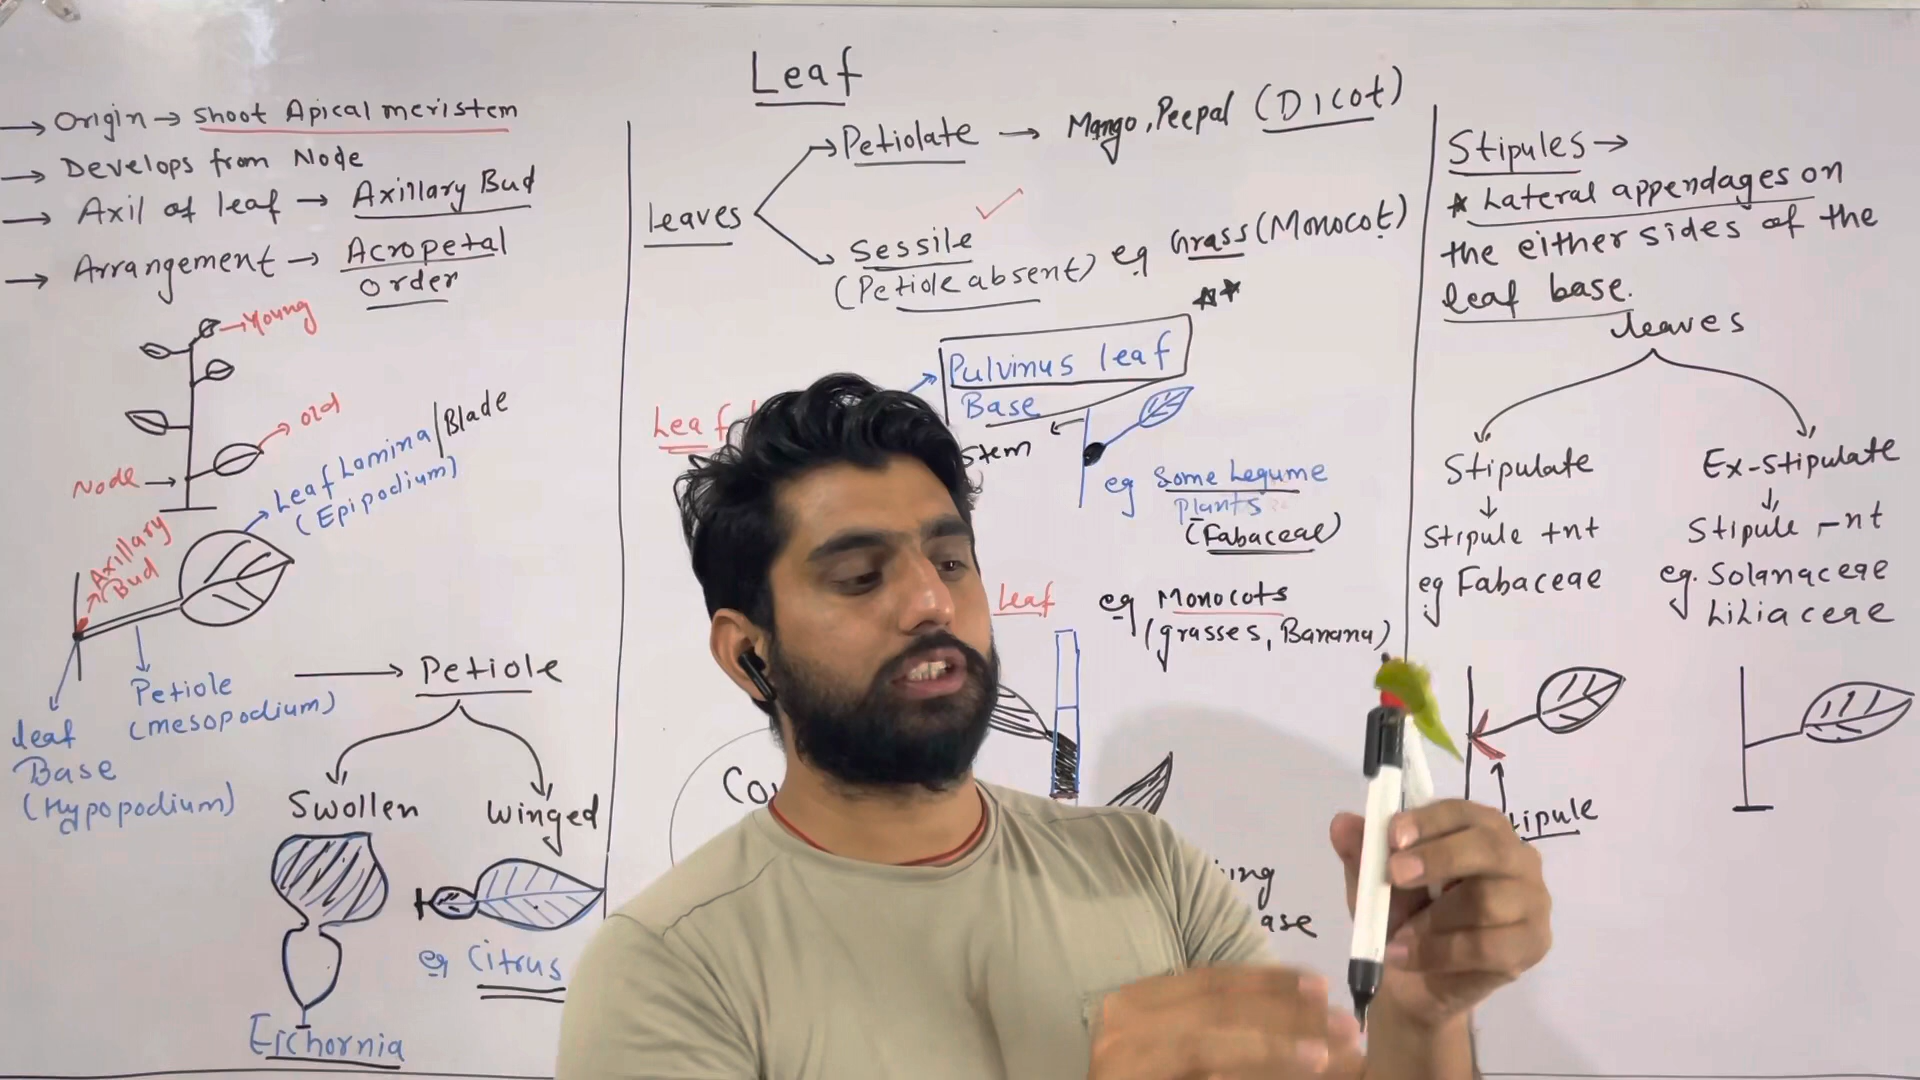 Leaf
→ Origin → Shoot Apical meristem
→ Develops from Node
→ Axil of leaf → Axillary Bud
→ Arrangement → Acropetal
order
→ Young
→ old
Node →
Leaf Lamina/Blade
(Epipodium)
Axillary
Bud
Petiole
(mesopodium)
leaf
Base
(Hypopodium)
→ Petiole
Swollen
winged
Eichornia
eg Citrus
leaves
Petiolate → Mango, Peepal (Dicot)
Sessile
(Petiole absent) eg Grass (Monocot)
Leaf
Pulvinus leaf
Base
Stem
eg Some Legume
plants
(Fabaceae)
Leaf
eg Monocots
(grasses, Banana)
Stipules →
* Lateral appendages on
the either sides of the
leaf base.
leaves
Stipulate
Stipule +nt
eg Fabaceae
Ex-stipulate
Stipule -nt
eg. Solanaceae
Liliacere